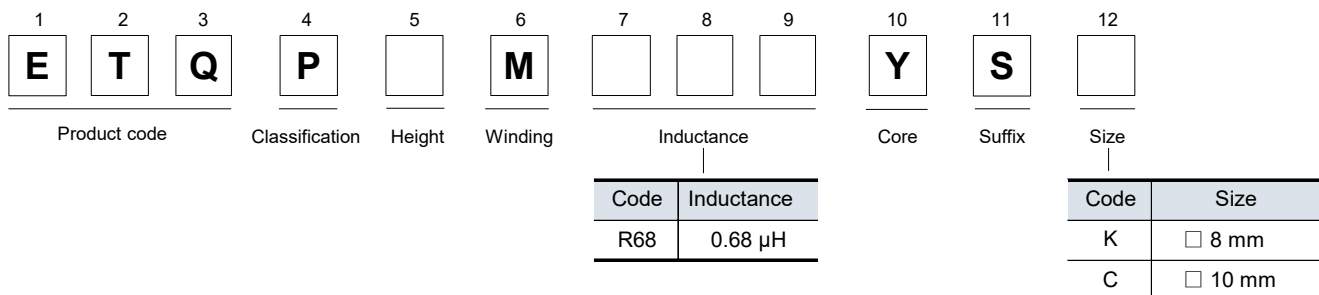 1 2 3 4 5 6 7 8 9 10 11 12
E T Q P M Y S
Product code Classification Height Winding Inductance Core Suffix Size
Code Inductance Code Size
R68 0.68 µH K □ 8 mm
C □ 10 mm